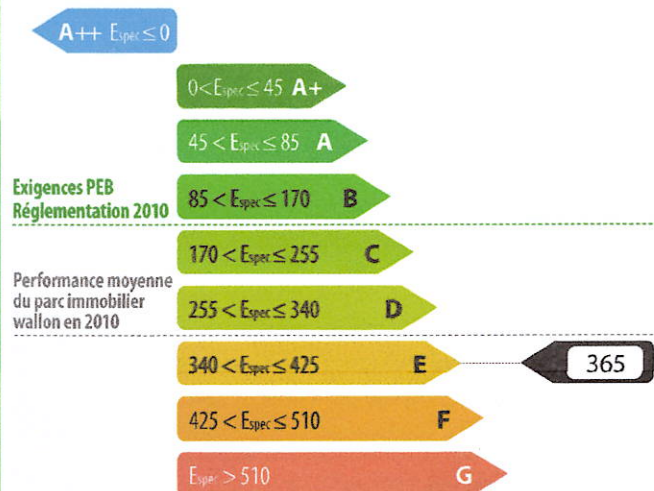 A++ Espec ≤ 0
0 < Espec ≤ 45 A+
45 < Espec ≤ 85 A
Exigences PEB
Réglementation 2010
85 < Espec ≤ 170 B
170 < Espec ≤ 255 C
Performance moyenne
du parc immobilier
wallon en 2010
255 < Espec ≤ 340 D
340 < Espec ≤ 425 E
365
425 < Espec ≤ 510 F
Espec > 510 G